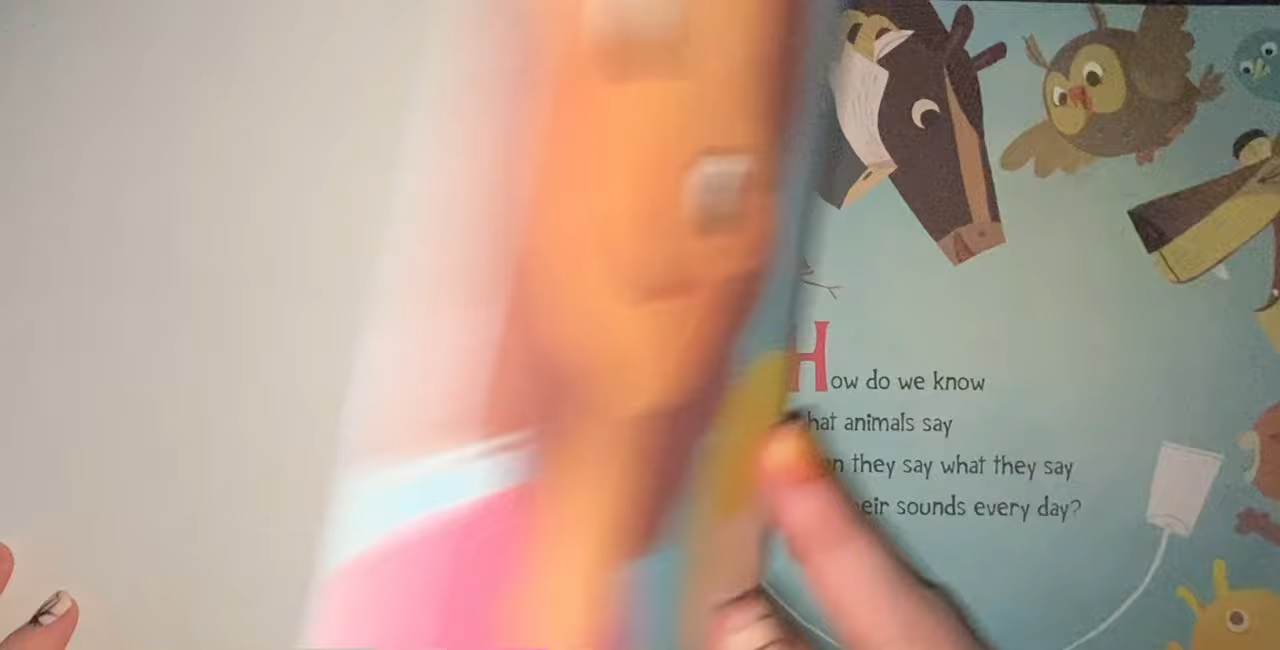 How do we know
hat animals say
n they say what they say
eir sounds every day?